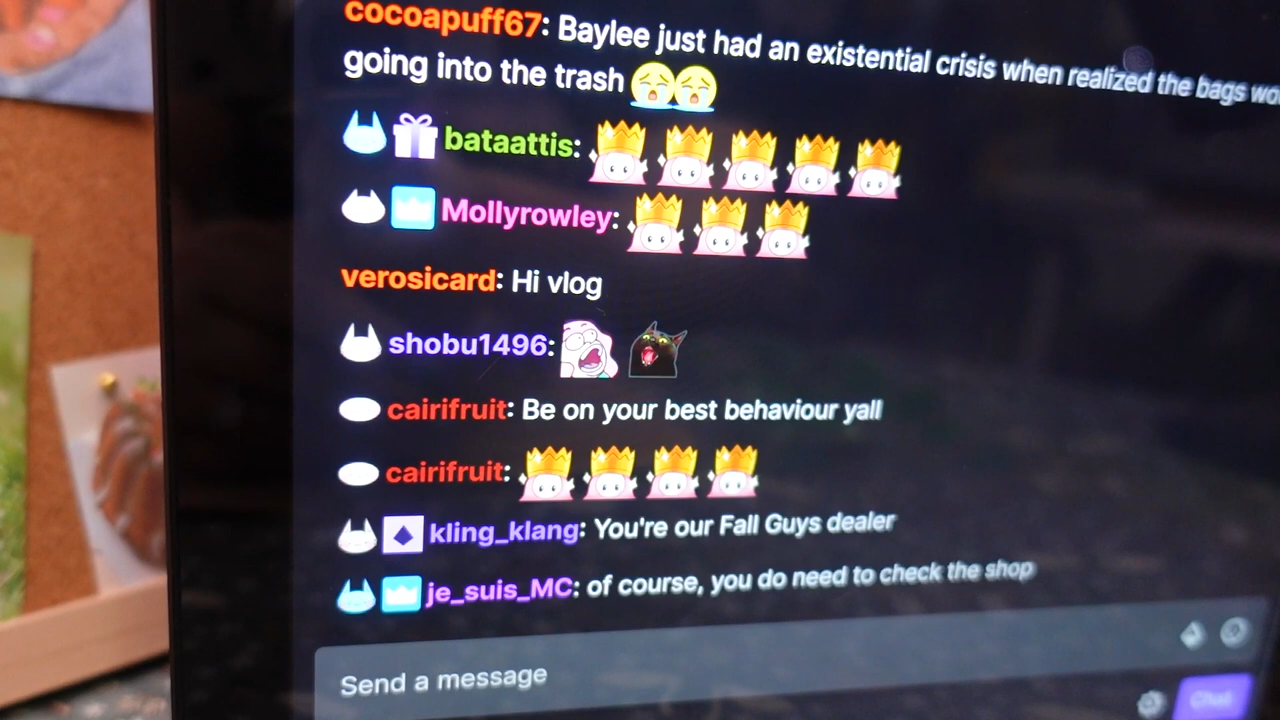 cocoapuff67: Baylee just had an existential crisis when realized the bags
going into the trash
bataattis:
Mollyrowley:
verosicard: Hi vlog
shobu1496:
cairifruit: Be on your best behaviour yall
cairifruit:
kling_klang: You're our Fall Guys dealer
je_suis_MC: of course, you do need to check the shop
Send a message
Chat